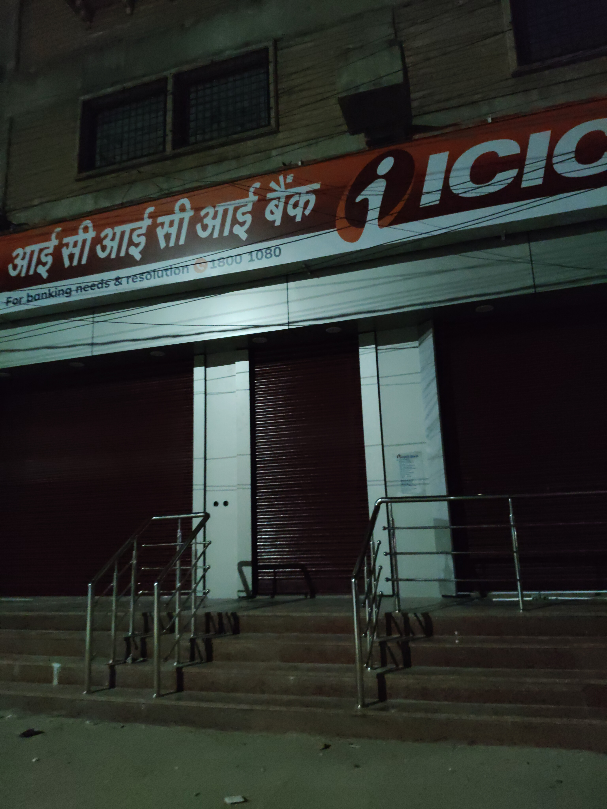 आई सी आई सी आई बैंक
ICIC
For banking needs & resolution 1800 1080